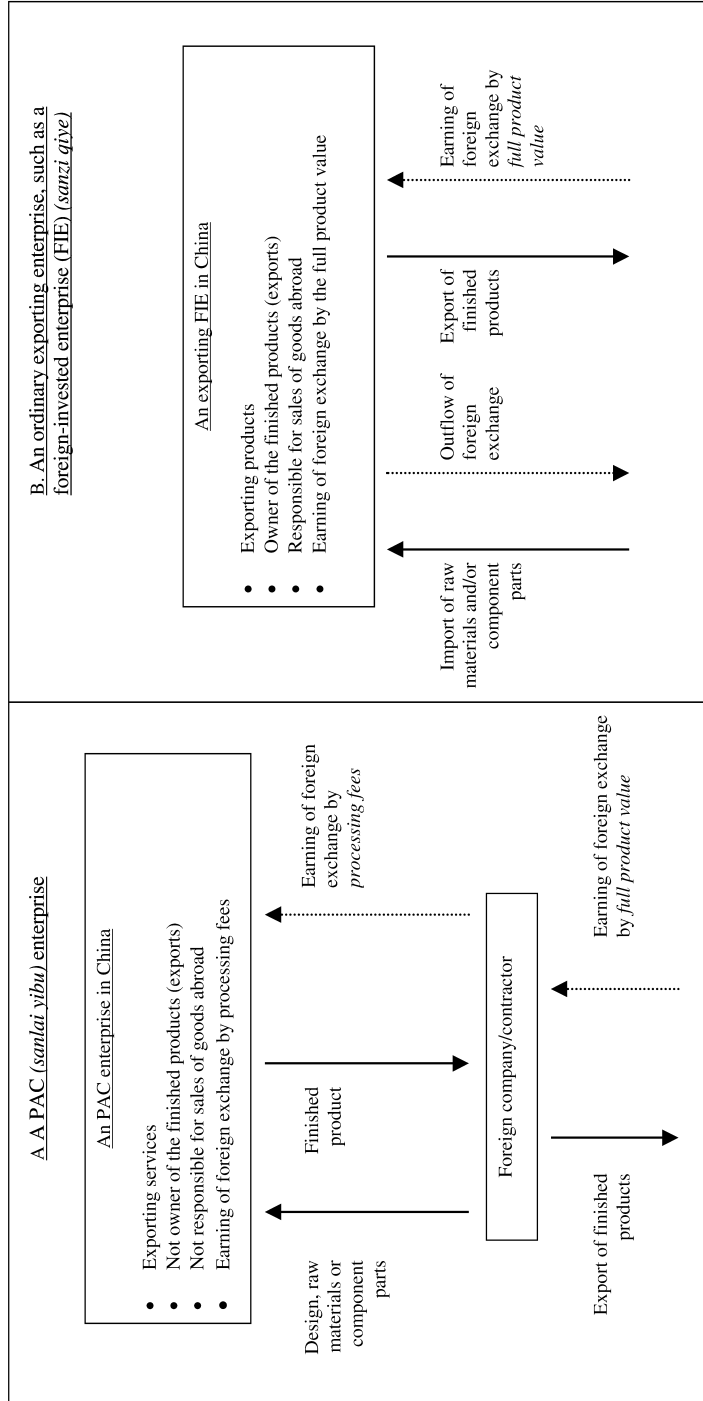 A A PAC (sanlai yibu) enterprise
An PAC enterprise in China
• Exporting services
• Not owner of the finished products (exports)
• Not responsible for sales of goods abroad
• Earning of foreign exchange by processing fees
Design, raw
materials or
component
parts
Finished
product
Earning of foreign
exchange by
processing fees
Foreign company/contractor
Export of finished
products
Earning of foreign exchange
by full product value
B. An ordinary exporting enterprise, such as a
foreign-invested enterprise (FIE) (sanzi qiye)
An exporting FIE in China
• Exporting products
• Owner of the finished products (exports)
• Responsible for sales of goods abroad
• Earning of foreign exchange by the full product value
Import of raw
materials and/or
component
parts
Outflow of
foreign
exchange
Export of
finished
products
Earning of
foreign
exchange by
full product
value